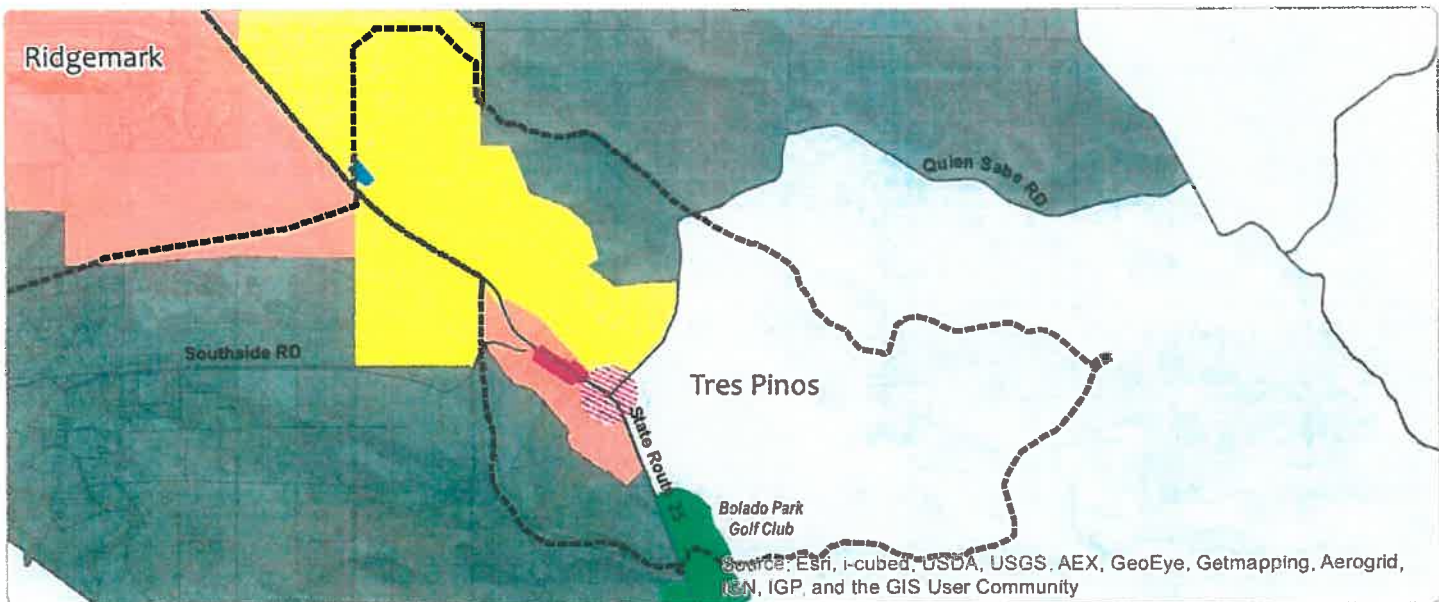 Ridgemark
Quien Sabe RD
Southside RD
Tres Pinos
State Route 25
Bolado Park
Golf Club
Source: Esri, i-cubed, USDA, USGS, AEX, GeoEye, Getmapping, Aerogrid,
IGN, IGP, and the GIS User Community